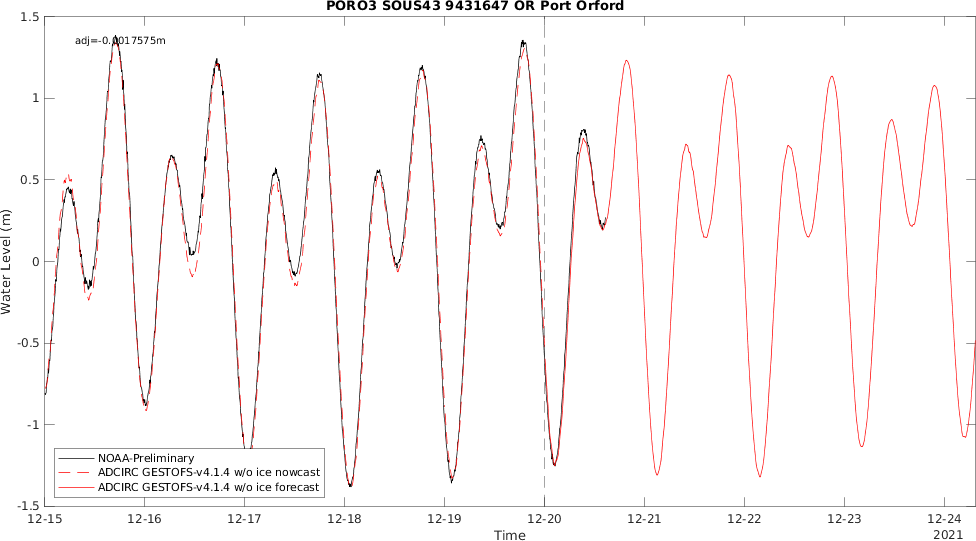 PORO3 SOUS43 9431647 OR Port Orford
adj=-0.0017575m
Water Level (m)
1.5
1
0.5
0
-0.5
-1
-1.5
NOAA-Preliminary
ADCIRC GESTOFS-v4.1.4 w/o ice nowcast
ADCIRC GESTOFS-v4.1.4 w/o ice forecast
12-15 12-16 12-17 12-18 12-19 12-20 12-21 12-22 12-23 12-24
Time
2021